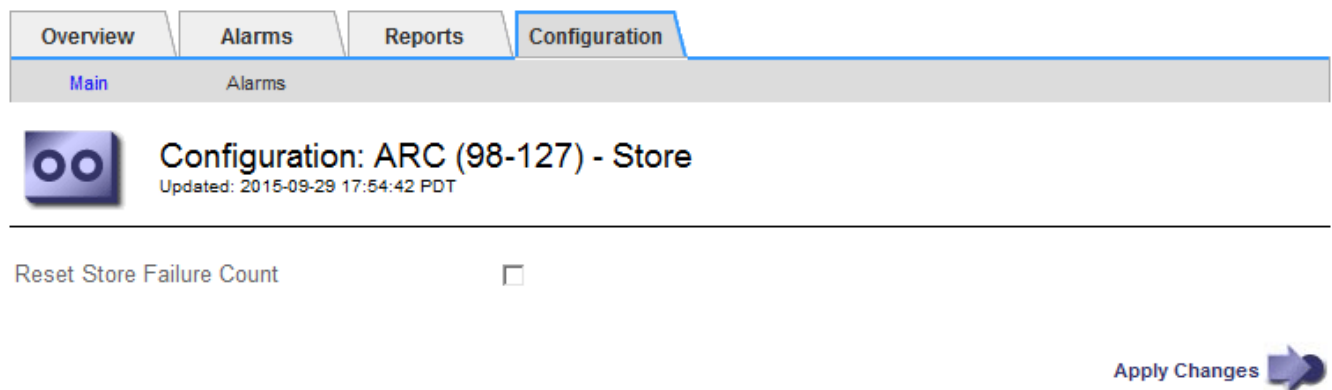 Overview Alarms Reports Configuration
Main Alarms
Configuration: ARC (98-127) - Store
Updated: 2015-09-29 17:54:42 PDT
Reset Store Failure Count
Apply Changes